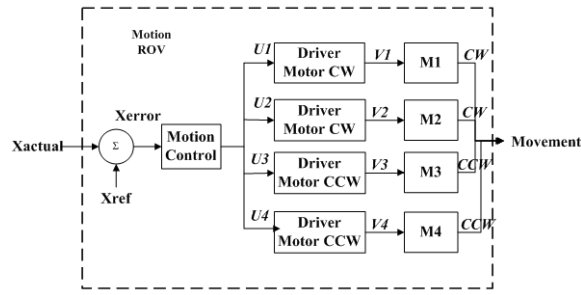 Motion
ROV
U1
Driver
Motor CW
V1
M1
CW
U2
Driver
Motor CW
V2
M2
CW
Xerror
Xactual
Σ
Motion
Control
Movement
Xref
U3
Driver
Motor CCW
V3
M3
CCW
U4
Driver
Motor CCW
V4
M4
CCW